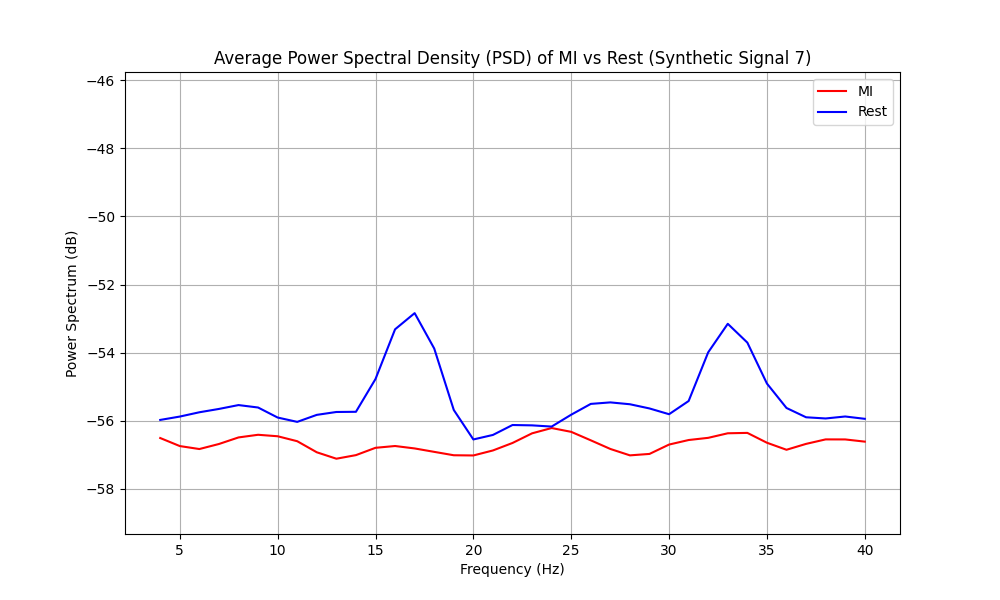 Average Power Spectral Density (PSD) of MI vs Rest (Synthetic Signal 7)
MI
Rest
Power Spectrum (dB)
−46
−48
−50
−52
−54
−56
−58
5 10 15 20 25 30 35 40
Frequency (Hz)